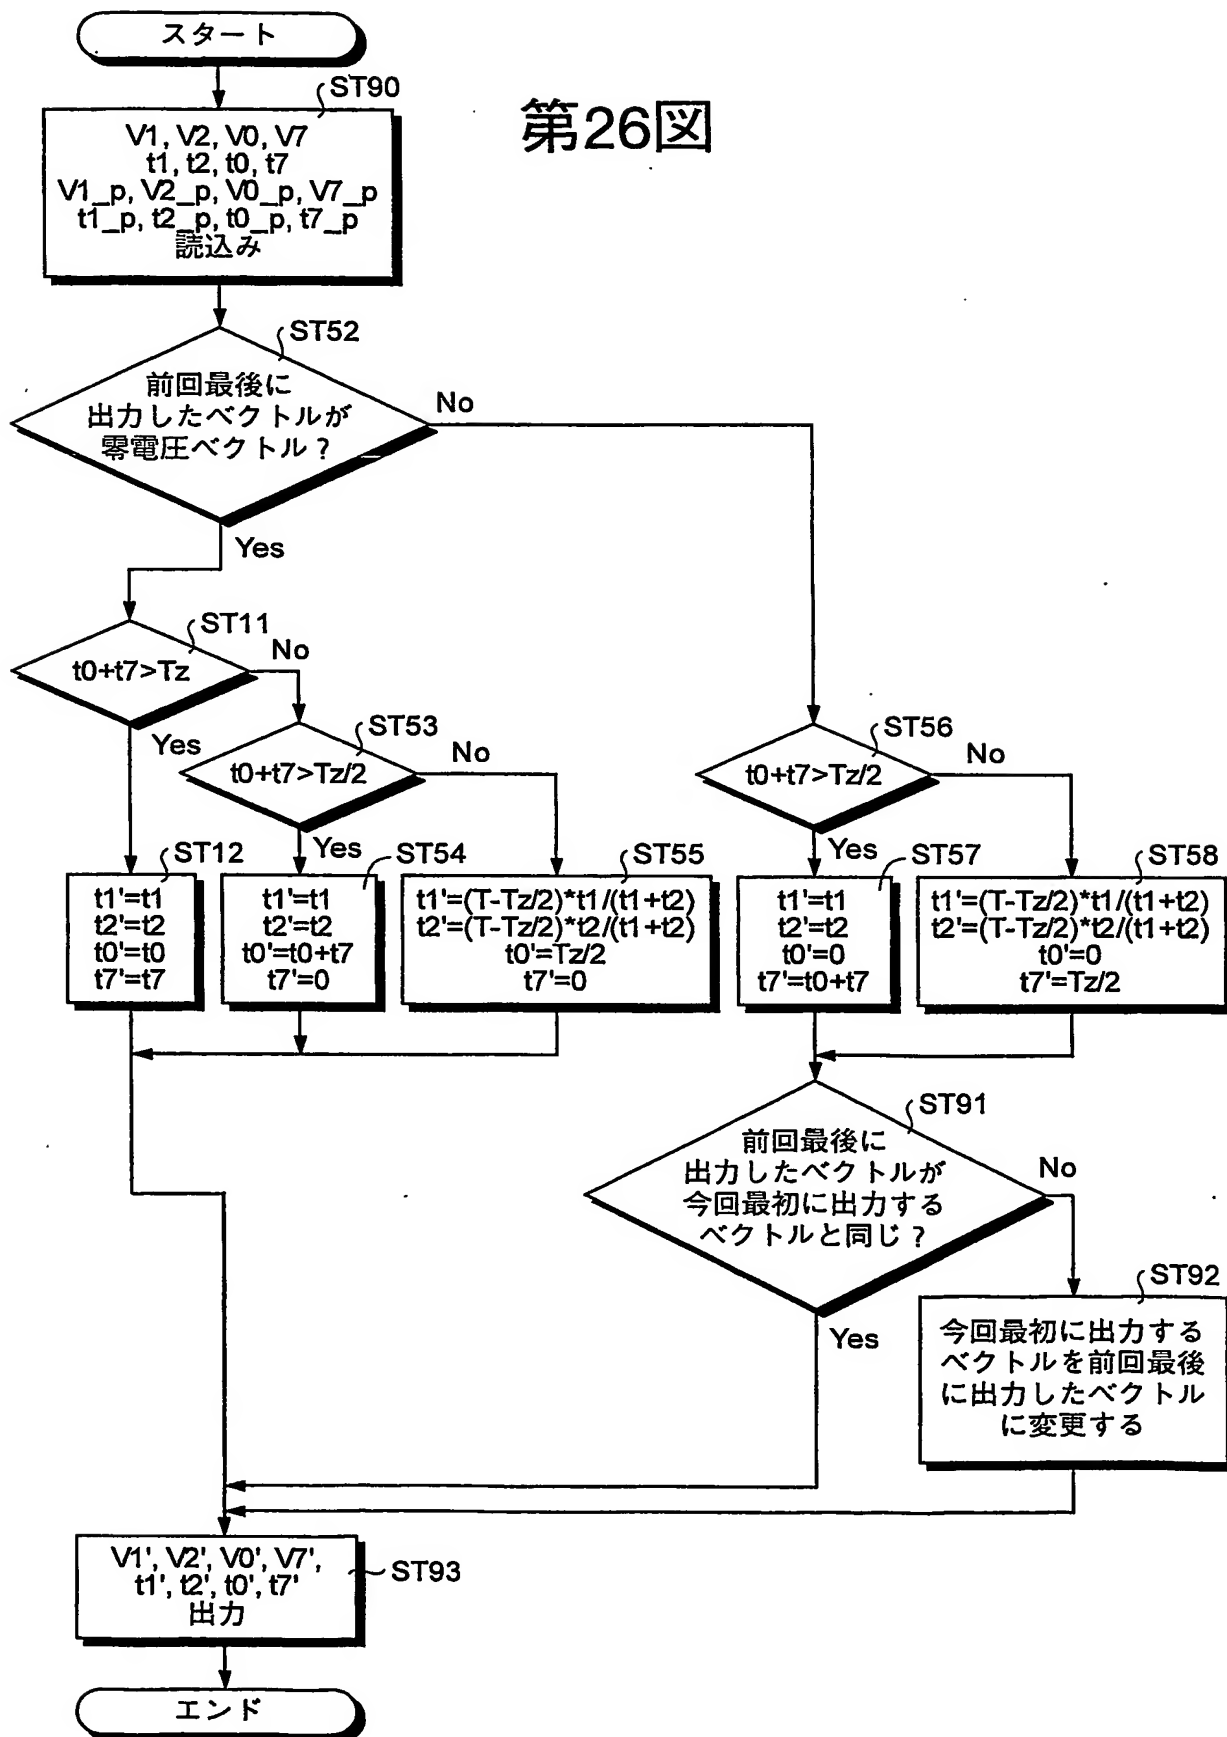 スタート
ST90
第26図
V1, V2, V0, V7
t1, t2, t0, t7
V1_p, V2_p, V0_p, V7_p
t1_p, t2_p, t0_p, t7_p
読込み
ST52
前回最後に
出力したベクトルが
零電圧ベクトル？
No
Yes
ST11
t0+t7>Tz
No
Yes
ST53
t0+t7>Tz/2
No
Yes
ST56
t0+t7>Tz/2
No
Yes
ST12
t1'=t1
t2'=t2
t0'=t0
t7'=t7
ST54
t1'=t1
t2'=t2
t0'=t0+t7
t7'=0
ST55
t1'=(T-Tz/2)*t1/(t1+t2)
t2'=(T-Tz/2)*t2/(t1+t2)
t0'=Tz/2
t7'=0
ST57
t1'=t1
t2'=t2
t0'=0
t7'=t0+t7
ST58
t1'=(T-Tz/2)*t1/(t1+t2)
t2'=(T-Tz/2)*t2/(t1+t2)
t0'=0
t7'=Tz/2
ST91
前回最後に
出力したベクトルが
今回最初に出力する
ベクトルと同じ？
No
Yes
ST92
今回最初に出力する
ベクトルを前回最後
に出力したベクトル
に変更する
V1', V2', V0', V7',
t1', t2', t0', t7'
出力
ST93
エンド